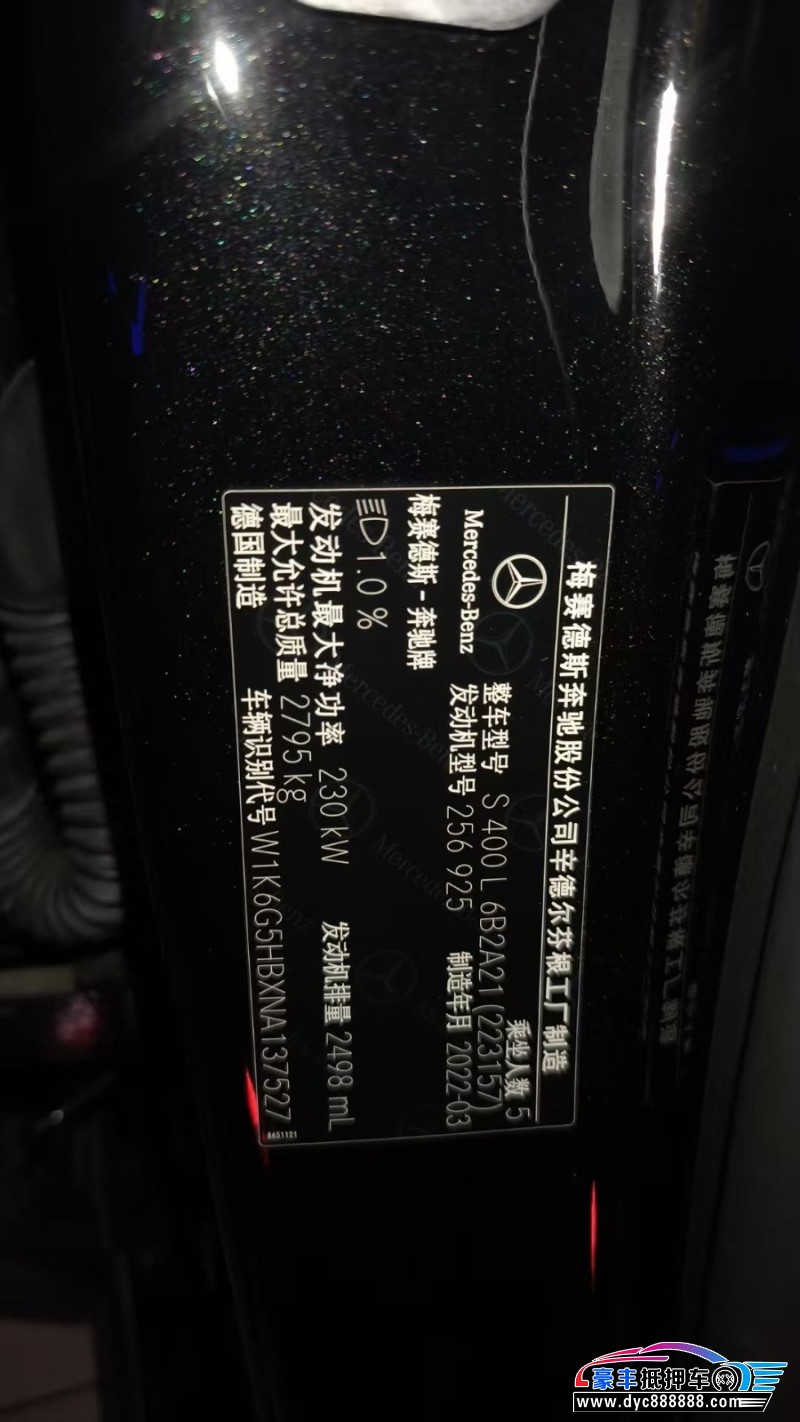 梅赛德斯奔驰股份公司辛德尔芬根工厂制造
乘坐人数 5
Mercedes-Benz
整车型号 S 400 L 6B2A21 (223157)
梅赛德斯 - 奔驰牌
发动机型号 256 925
制造年月 2022-03
1.0 %
发动机最大净功率 230 kW
发动机排量 2498 mL
最大允许总质量 2795 kg
德国制造
车辆识别代号 W1K6G5HBXNA137527
8651121
豪丰抵押车
www.dyc888888.com